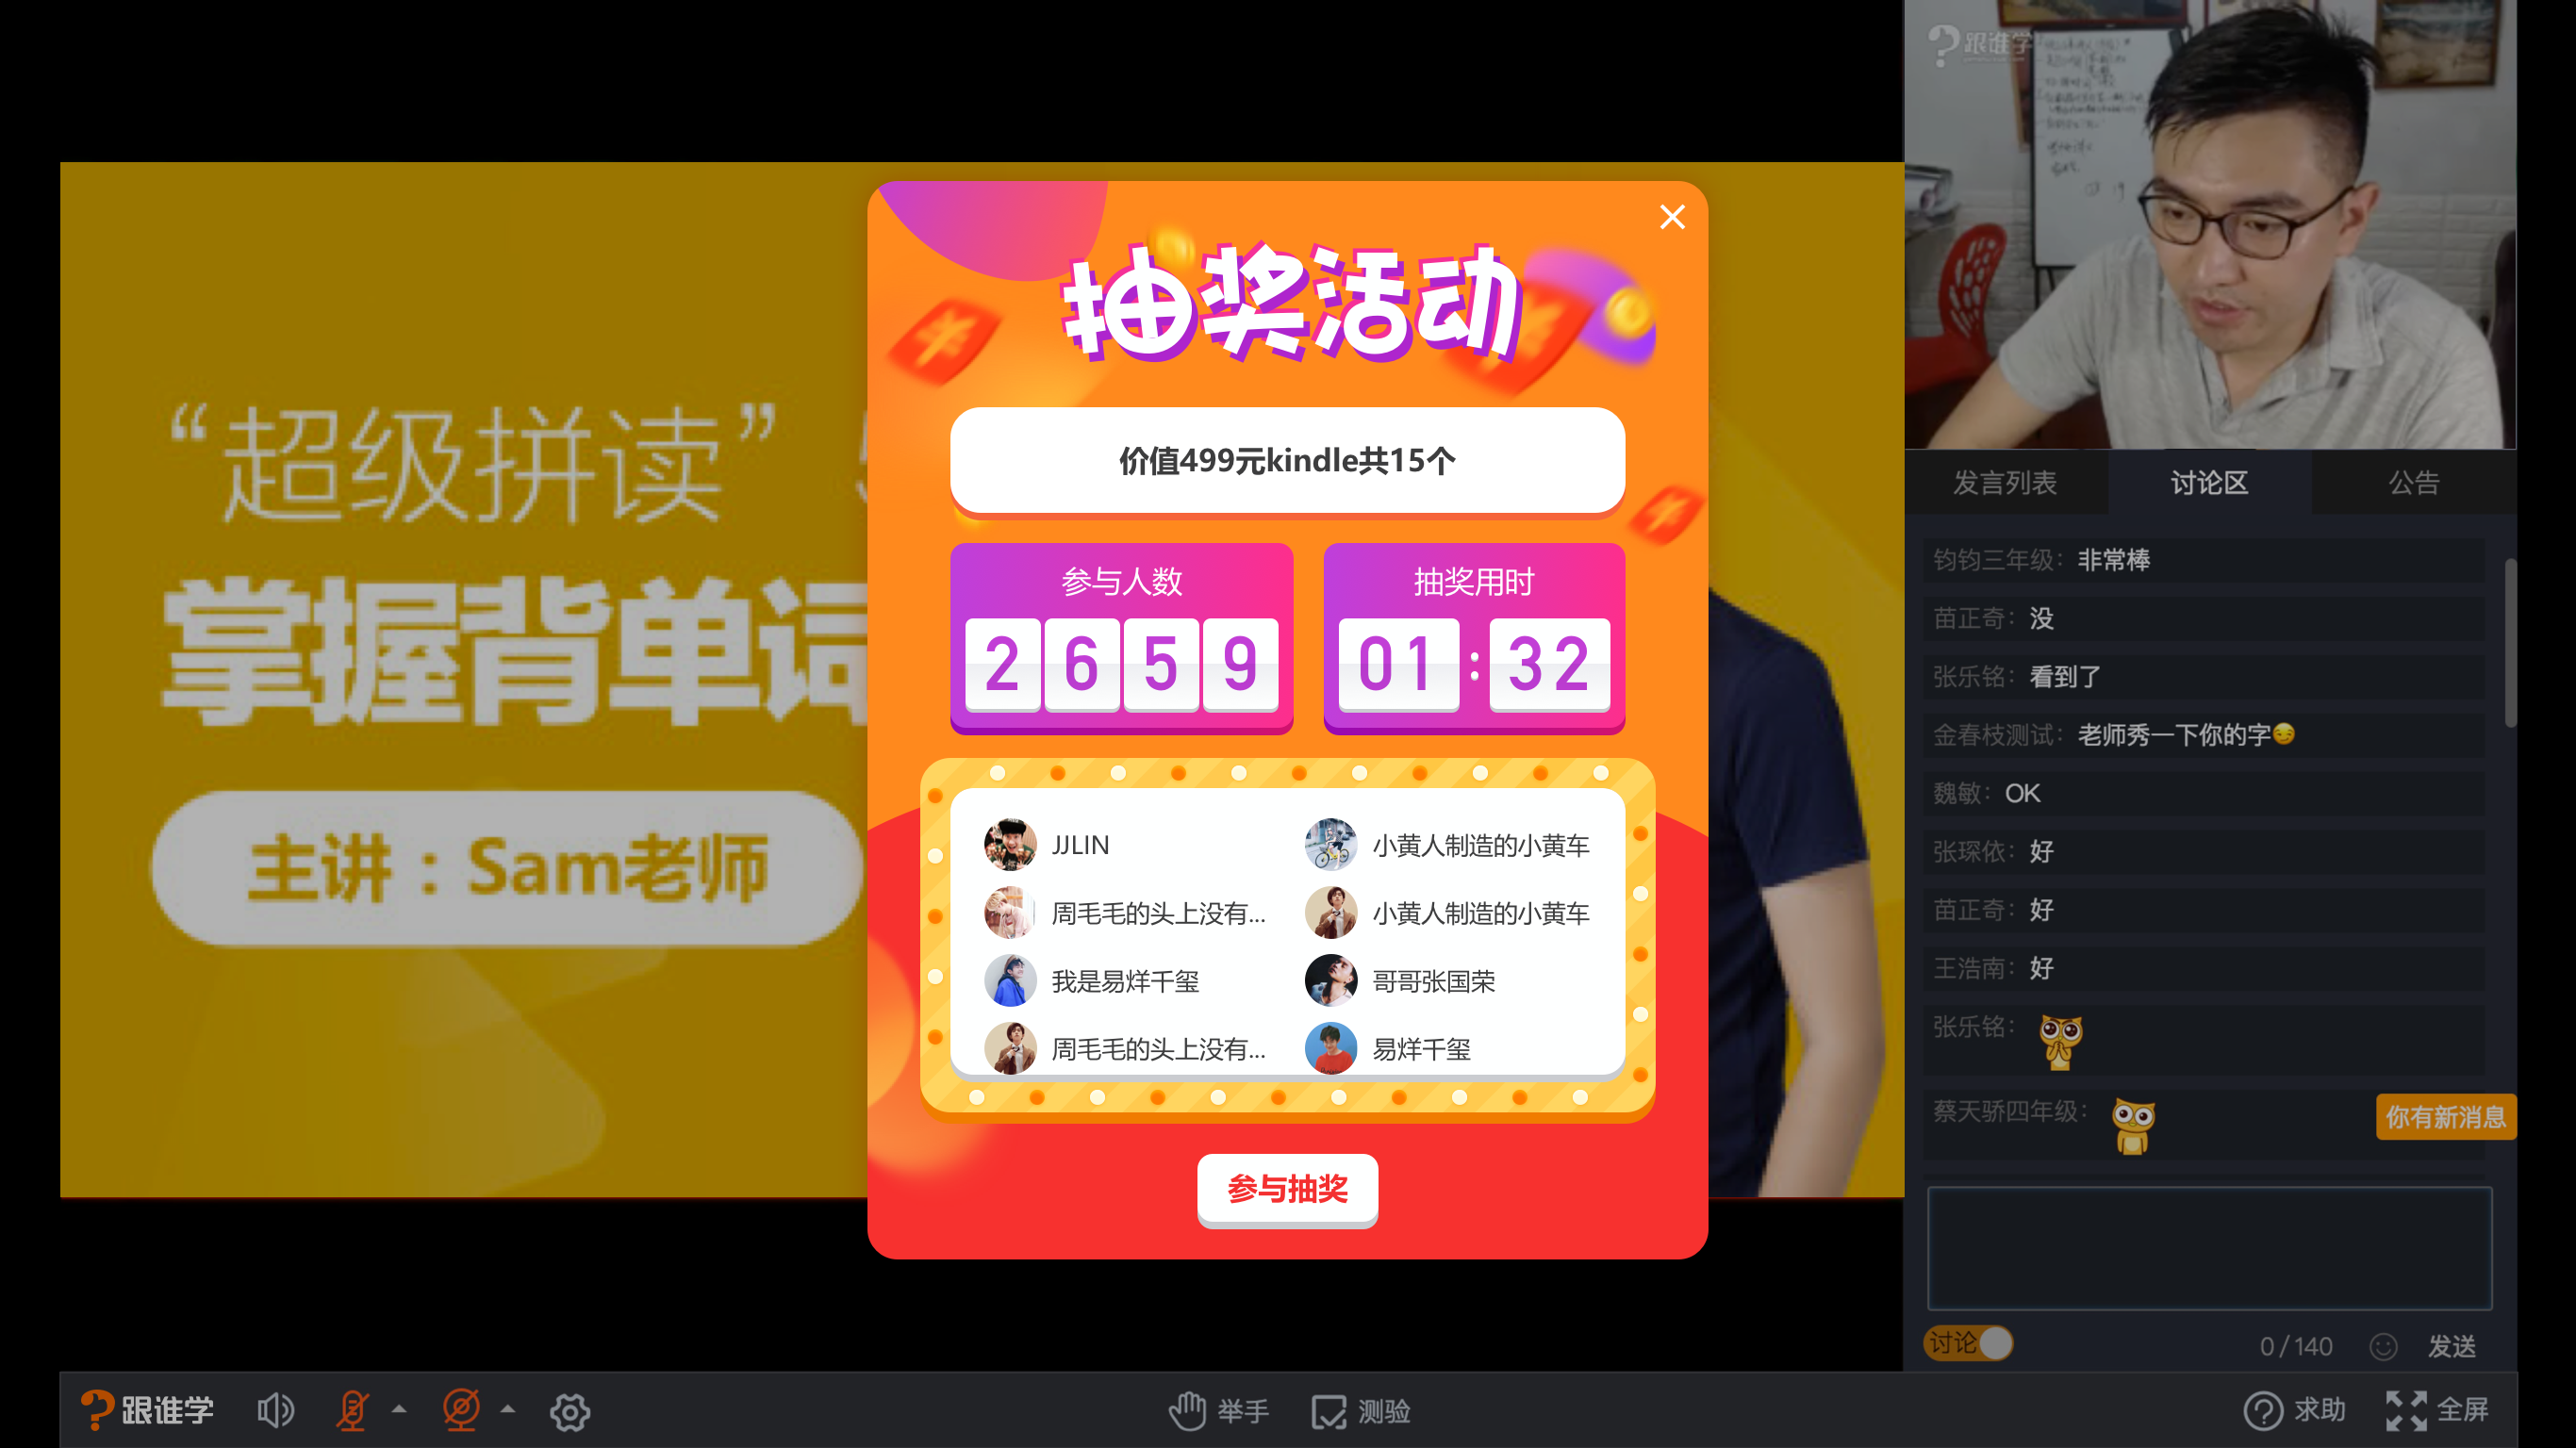 跟谁学
“超级拼读”
掌握背单词
主讲：Sam老师
抽奖活动
价值499元kindle共15个
参与人数
2659
抽奖用时
01:32
JJLIN
小黄人制造的小黄车
周毛毛的头上没有...
小黄人制造的小黄车
我是易烊千玺
哥哥张国荣
周毛毛的头上没有...
易烊千玺
参与抽奖
发言列表 讨论区 公告
钧钧三年级：非常棒
苗正奇：没
张乐铭：看到了
金春枝测试：老师秀一下你的字😏
魏敏：OK
张琛依：好
苗正奇：好
王浩南：好
张乐铭：
蔡天骄四年级：
你有新消息
讨论 0/140 发送
跟谁学 举手 测验 求助 全屏